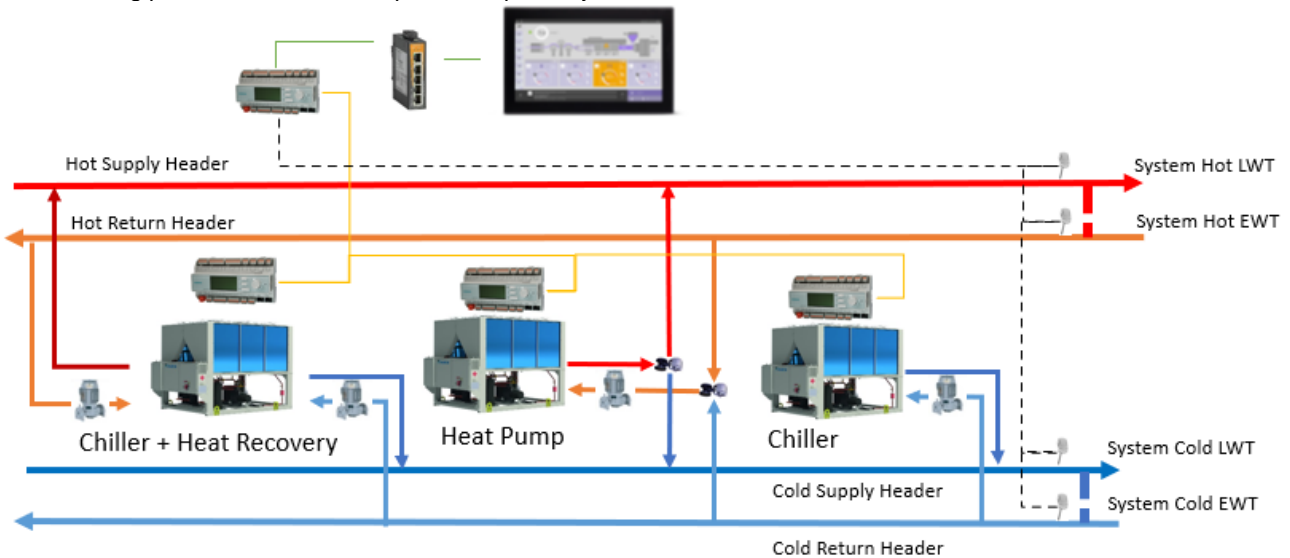 Hot Supply Header
System Hot LWT
Hot Return Header
System Hot EWT
Chiller + Heat Recovery
Heat Pump
Chiller
System Cold LWT
Cold Supply Header
System Cold EWT
Cold Return Header